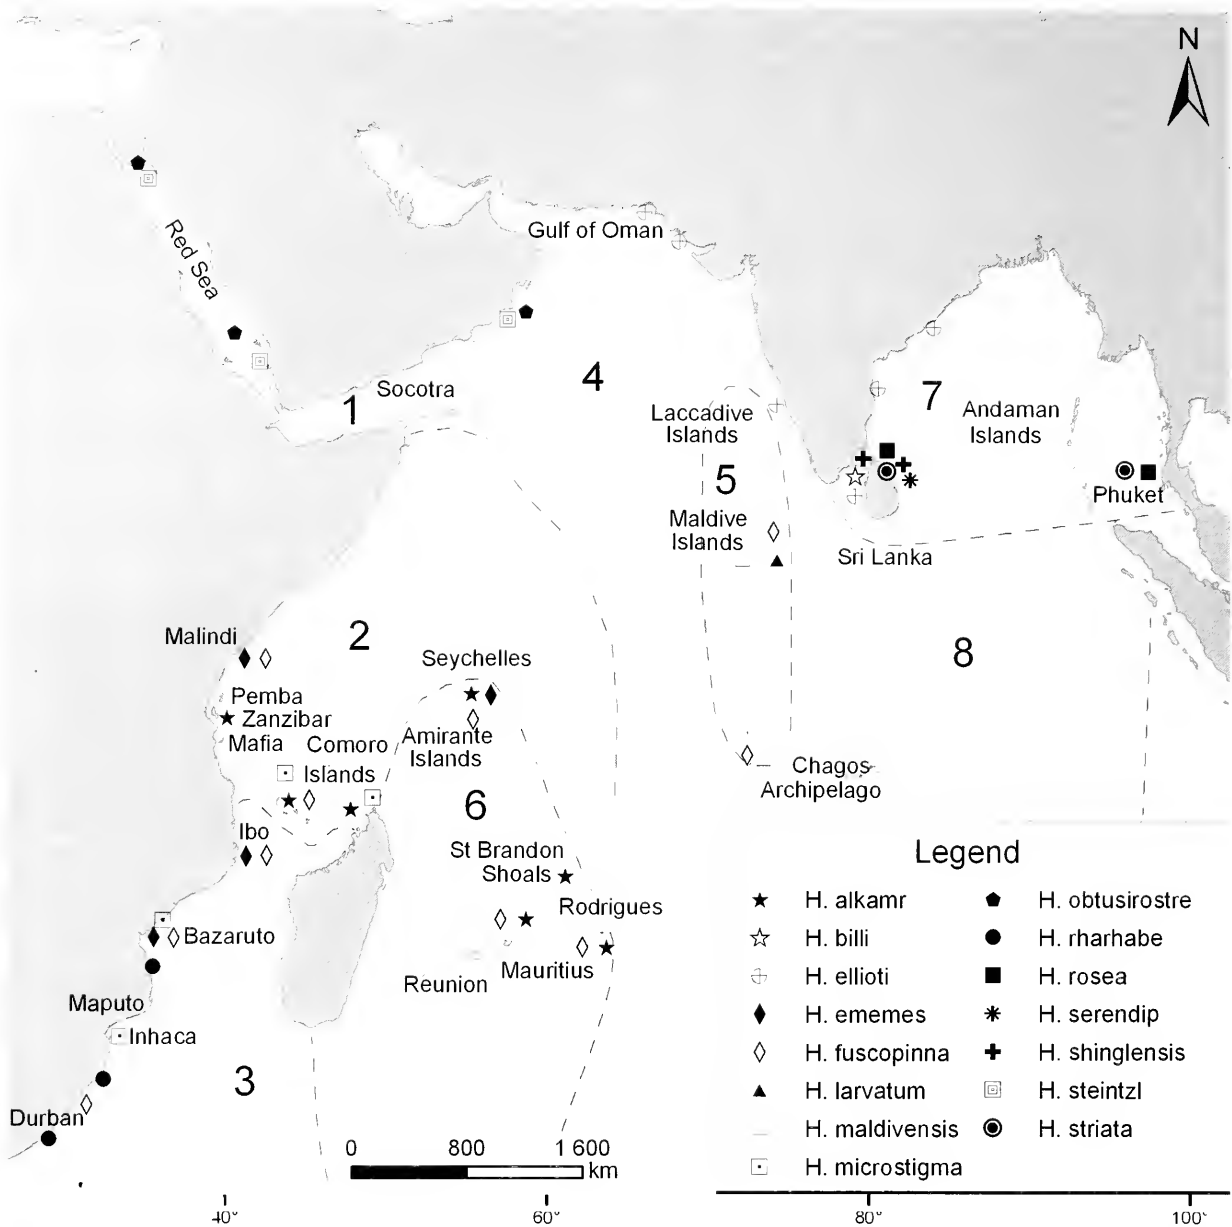 N
Red Sea
Gulf of Oman
Socotra
1
4
Laccadive
Islands
5
Maldive
Islands
7
Andaman
Islands
Phuket
Sri Lanka
Malindi
2
Seychelles
8
Pemba
Zanzibar
Mafia
Comoro
Islands
Amirante
Islands
Chagos
Archipelago
6
Ibo
St Brandon
Shoals
Rodrigues
Bazaruto
Mauritius
Reunion
Maputo
Inhaca
3
Durban
Legend
H. alkamr
H. billi
H. ellioti
H. ememes
H. fuscopinna
H. larvatum
H. maldivensis
H. microstigma
H. obtusirostre
H. rharhabe
H. rosea
H. serendip
H. shinglensis
H. steintzl
H. striata
0 800 1 600
km
40° 60° 80° 100°